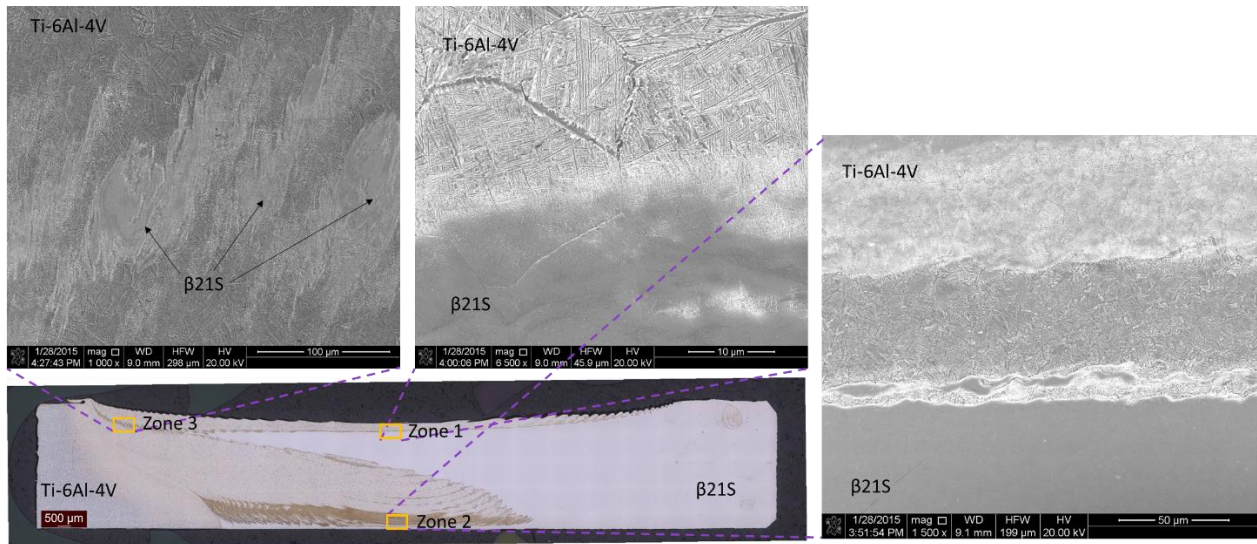 Ti-6Al-4V
β21S
1/28/2015 mag WD HFW HV 100 µm
4:27:43 PM 1 000 x 9.0 mm 298 µm 20.00 kV
Ti-6Al-4V
β21S
1/28/2015 mag WD HFW HV 10 µm
4:00:06 PM 6 500 x 9.0 mm 45.9 µm 20.00 kV
Ti-6Al-4V
β21S
1/28/2015 mag WD HFW HV 50 µm
3:51:54 PM 1 500 x 9.1 mm 199 µm 20.00 kV
Zone 3
Zone 1
Ti-6Al-4V
β21S
500 µm
Zone 2